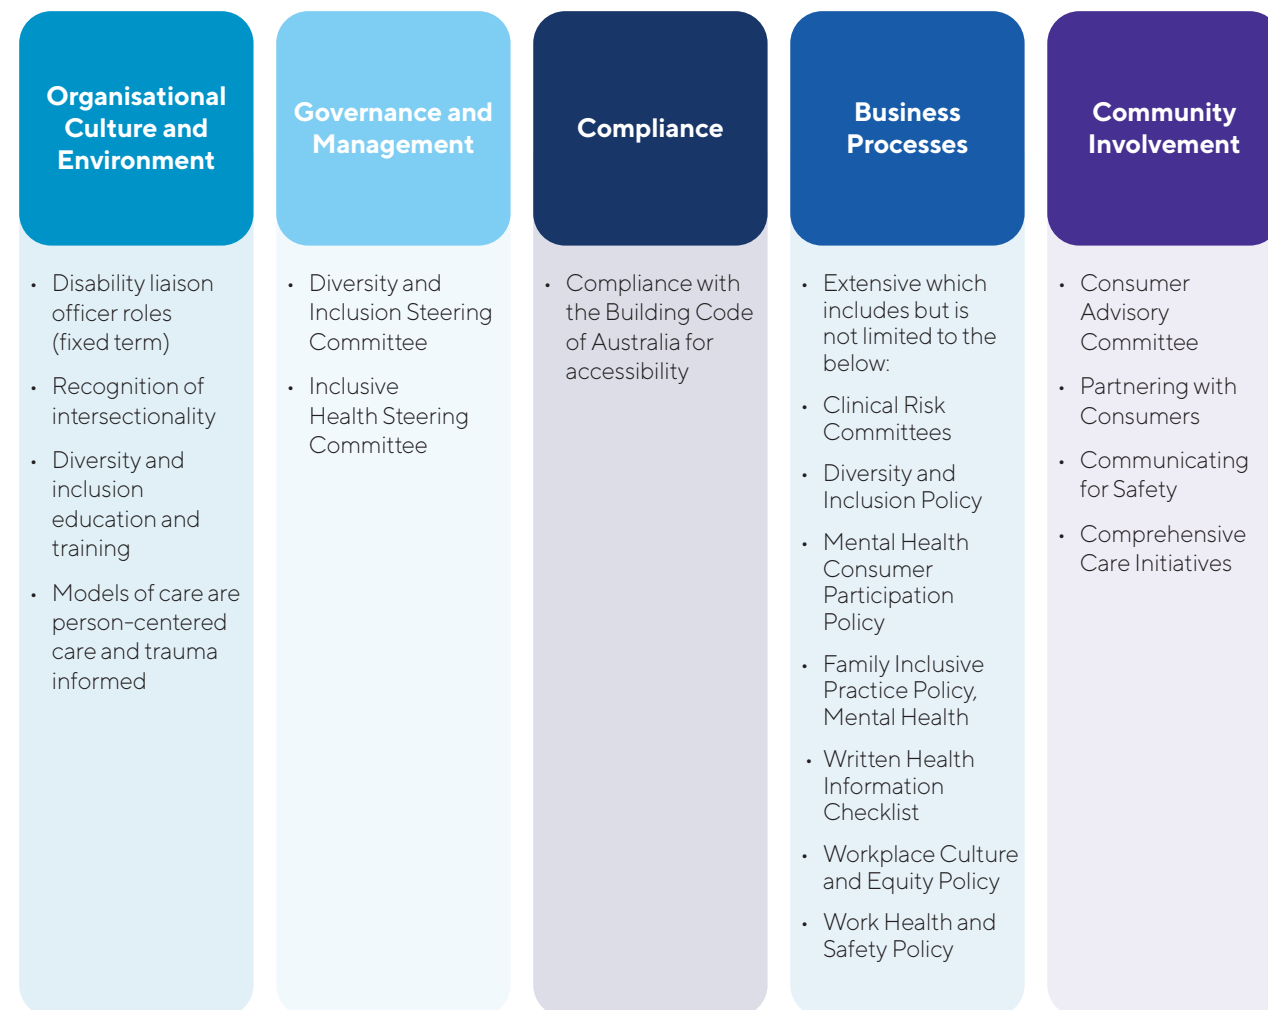 Organisational
Culture and
Environment
• Disability liaison
officer roles
(fixed term)
• Recognition of
intersectionality
• Diversity and
inclusion
education and
training
• Models of care are
person-centered
care and trauma
informed
Governance and
Management
• Diversity and
Inclusion Steering
Committee
• Inclusive
Health Steering
Committee
Compliance
• Compliance with
the Building Code
of Australia for
accessibility
Business
Processes
• Extensive which
includes but is
not limited to the
below:
• Clinical Risk
Committees
• Diversity and
Inclusion Policy
• Mental Health
Consumer
Participation
Policy
• Family Inclusive
Practice Policy,
Mental Health
• Written Health
Information
Checklist
• Workplace Culture
and Equity Policy
• Work Health and
Safety Policy
Community
Involvement
• Consumer
Advisory
Committee
• Partnering with
Consumers
• Communicating
for Safety
• Comprehensive
Care Initiatives